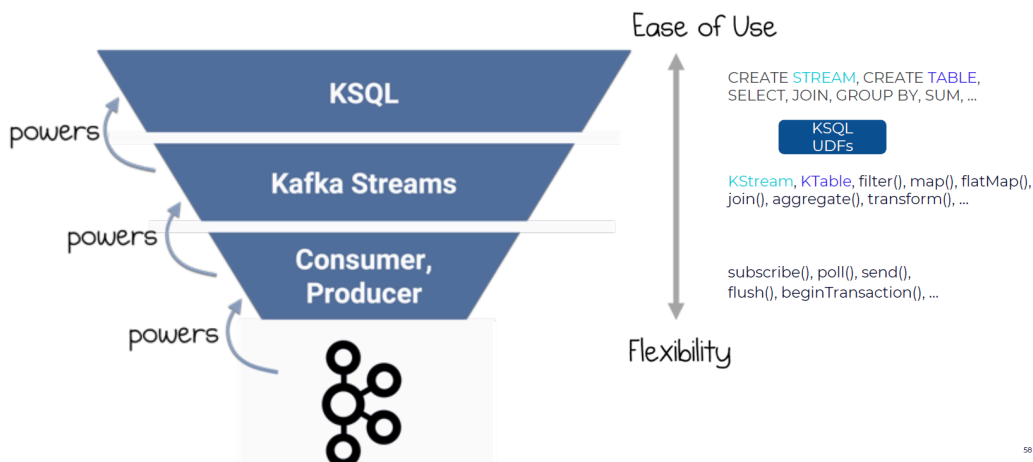 Ease of Use
KSQL
CREATE STREAM, CREATE TABLE,
SELECT, JOIN, GROUP BY, SUM, ...
KSQL
UDFs
powers
Kafka Streams
KStream, KTable, filter(), map(), flatMap(),
join(), aggregate(), transform(), ...
powers
Consumer,
Producer
subscribe(), poll(), send(),
flush(), beginTransaction(), ...
powers
Flexibility
58